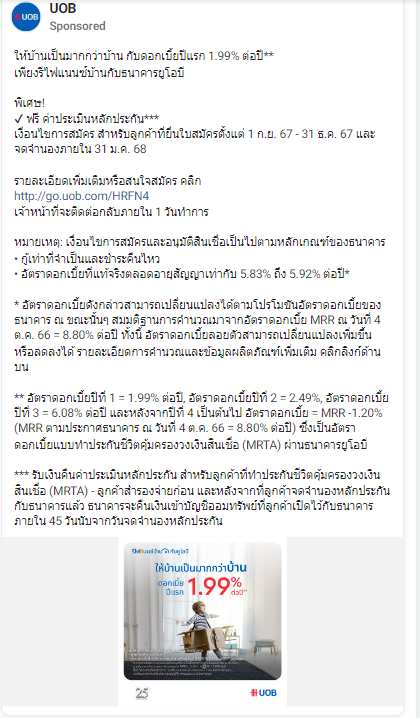 UOB
Sponsored
ให้บ้านเป็นมากกว่าบ้าน กับดอกเบี้ยปีแรก 1.99% ต่อปี**
เพียงรีไฟแนนซ์บ้านกับธนาคารยูโอบี
พิเศษ!
✓ ฟรี ค่าประเมินหลักประกัน***
เงื่อนไขการสมัคร สำหรับลูกค้าที่ยื่นใบสมัครตั้งแต่ 1 ก.ย. 67 - 31 ธ.ค. 67 และ
จดจำนองภายใน 31 ม.ค. 68
รายละเอียดเพิ่มเติมหรือสนใจสมัคร คลิก
http://go.uob.com/HRFN4
เจ้าหน้าที่จะติดต่อกลับภายใน 1 วันทำการ
หมายเหตุ: เงื่อนไขการสมัครและอนุมัติสินเชื่อเป็นไปตามหลักเกณฑ์ของธนาคาร
• กู้เท่าที่จำเป็นและชำระคืนไหว
• อัตราดอกเบี้ยที่แท้จริงตลอดอายุสัญญาเท่ากับ 5.83% ถึง 5.92% ต่อปี*
* อัตราดอกเบี้ยดังกล่าวสามารถเปลี่ยนแปลงได้ตามโปรโมชันอัตราดอกเบี้ยของ
ธนาคาร ณ ขณะนั้นๆ สมมติฐานการคำนวณมาจากอัตราดอกเบี้ย MRR ณ วันที่ 4
ต.ค. 66 = 8.80% ต่อปี ทั้งนี้ อัตราดอกเบี้ยลอยตัวสามารถเปลี่ยนแปลงเพิ่มขึ้น
หรือลดลงได้ รายละเอียดการคำนวณและข้อมูลผลิตภัณฑ์เพิ่มเติม คลิกลิงก์ด้าน
บน
** อัตราดอกเบี้ยปีที่ 1 = 1.99% ต่อปี, อัตราดอกเบี้ยปีที่ 2 = 2.49%, อัตราดอกเบี้ย
ปีที่ 3 = 6.08% ต่อปี และหลังจากปีที่ 4 เป็นต้นไป อัตราดอกเบี้ย = MRR -1.20%
(MRR ตามประกาศธนาคาร ณ วันที่ 4 ต.ค. 66 = 8.80% ต่อปี) ซึ่งเป็นอัตรา
ดอกเบี้ยแบบทำประกันชีวิตคุ้มครองวงเงินสินเชื่อ (MRTA) ผ่านธนาคารยูโอบี
*** รับเงินคืนค่าประเมินหลักประกัน สำหรับลูกค้าที่ทำประกันชีวิตคุ้มครองวงเงิน
สินเชื่อ (MRTA) - ลูกค้าสำรองจ่ายก่อน และหลังจากที่ลูกค้าจดจำนองหลักประกัน
กับธนาคารแล้ว ธนาคารจะคืนเงินเข้าบัญชีออมทรัพย์ที่ลูกค้าเปิดไว้กับธนาคาร
ภายใน 45 วันนับจากวันจดจำนองหลักประกัน
ให้บ้านเป็นมากกว่าบ้าน
ดอกเบี้ย
ปีแรก 1.99% ต่อปี**
25
UOB